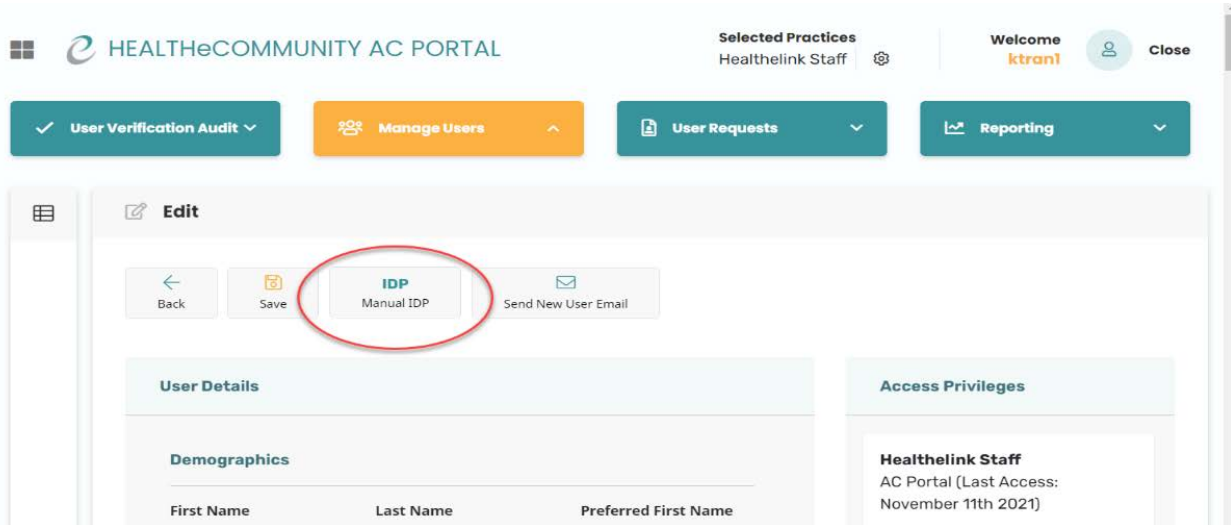 HEALTHeCOMMUNITY AC PORTAL
Selected Practices
Healthelink Staff
Welcome
ktran1
Close
User Verification Audit
Manage Users
User Requests
Reporting
Edit
Back
Save
IDP
Manual IDP
Send New User Email
User Details
Access Privileges
Demographics
First Name Last Name Preferred First Name
Healthelink Staff
AC Portal (Last Access:
November 11th 2021)